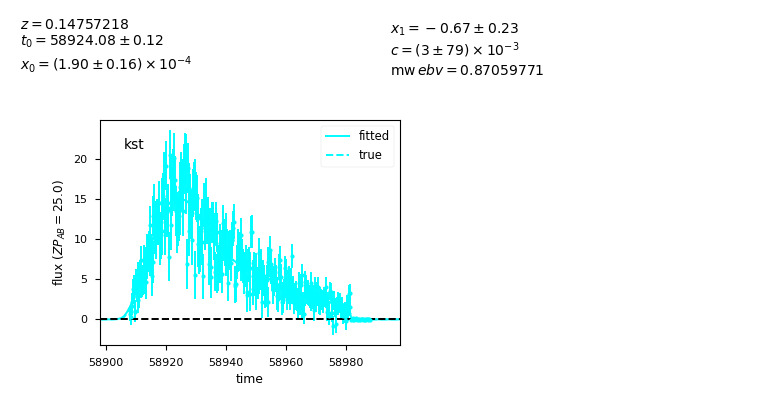 z = 0.14757218
t₀ = 58924.08 ± 0.12
x₀ = (1.90 ± 0.16) × 10⁻⁴
x₁ = −0.67 ± 0.23
c = (3 ± 79) × 10⁻³
mw ebv = 0.87059771
kst
fitted
true
flux (ZP_AB = 25.0)
20
15
10
5
0
58900 58920 58940 58960 58980
time